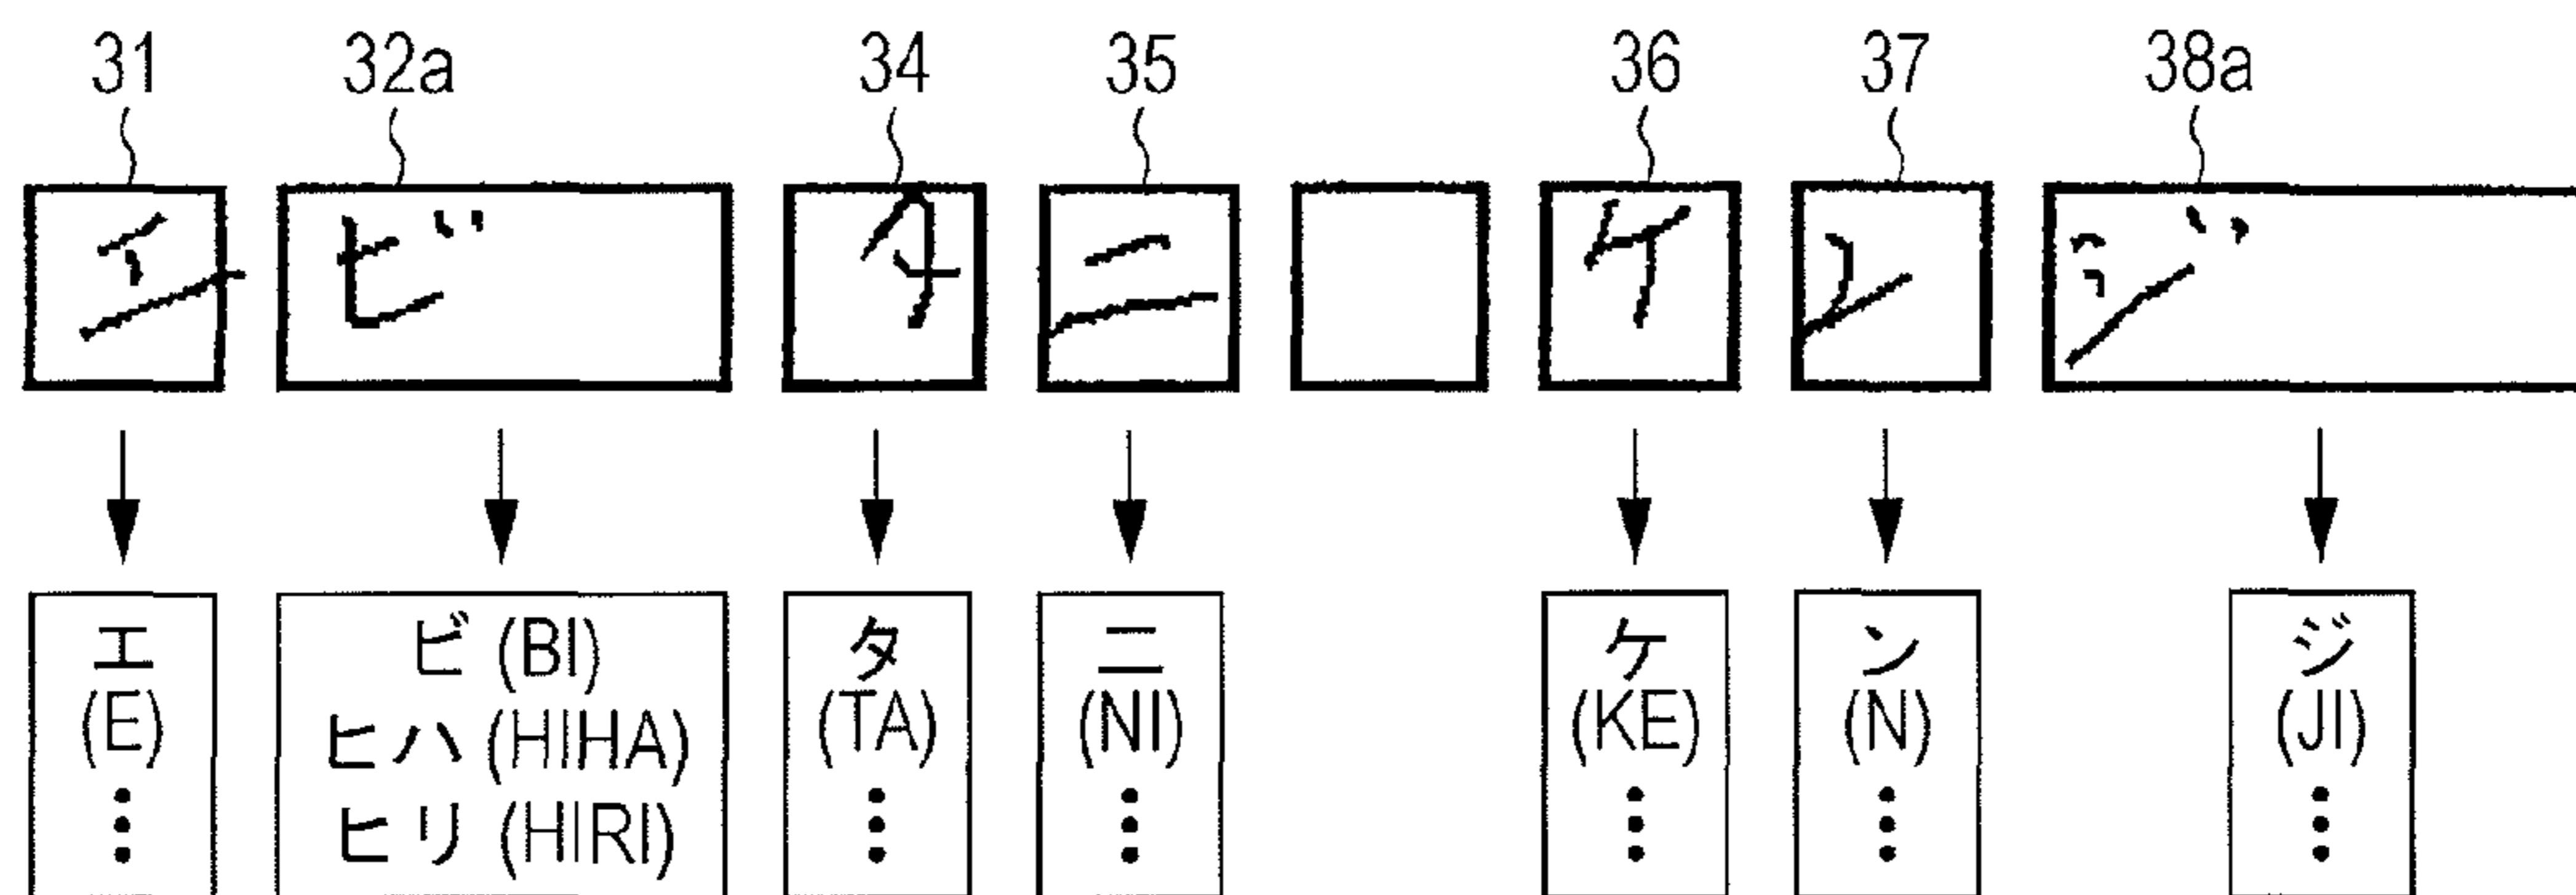 31 32a 34 35 36 37 38a
エ ビ タ ニ ケ ン ジ
エ ビ (BI) タ ニ ケ ン ジ
(E) ヒハ (HIHA) (TA) (NI) (KE) (N) (JI)
ヒリ (HIRI)